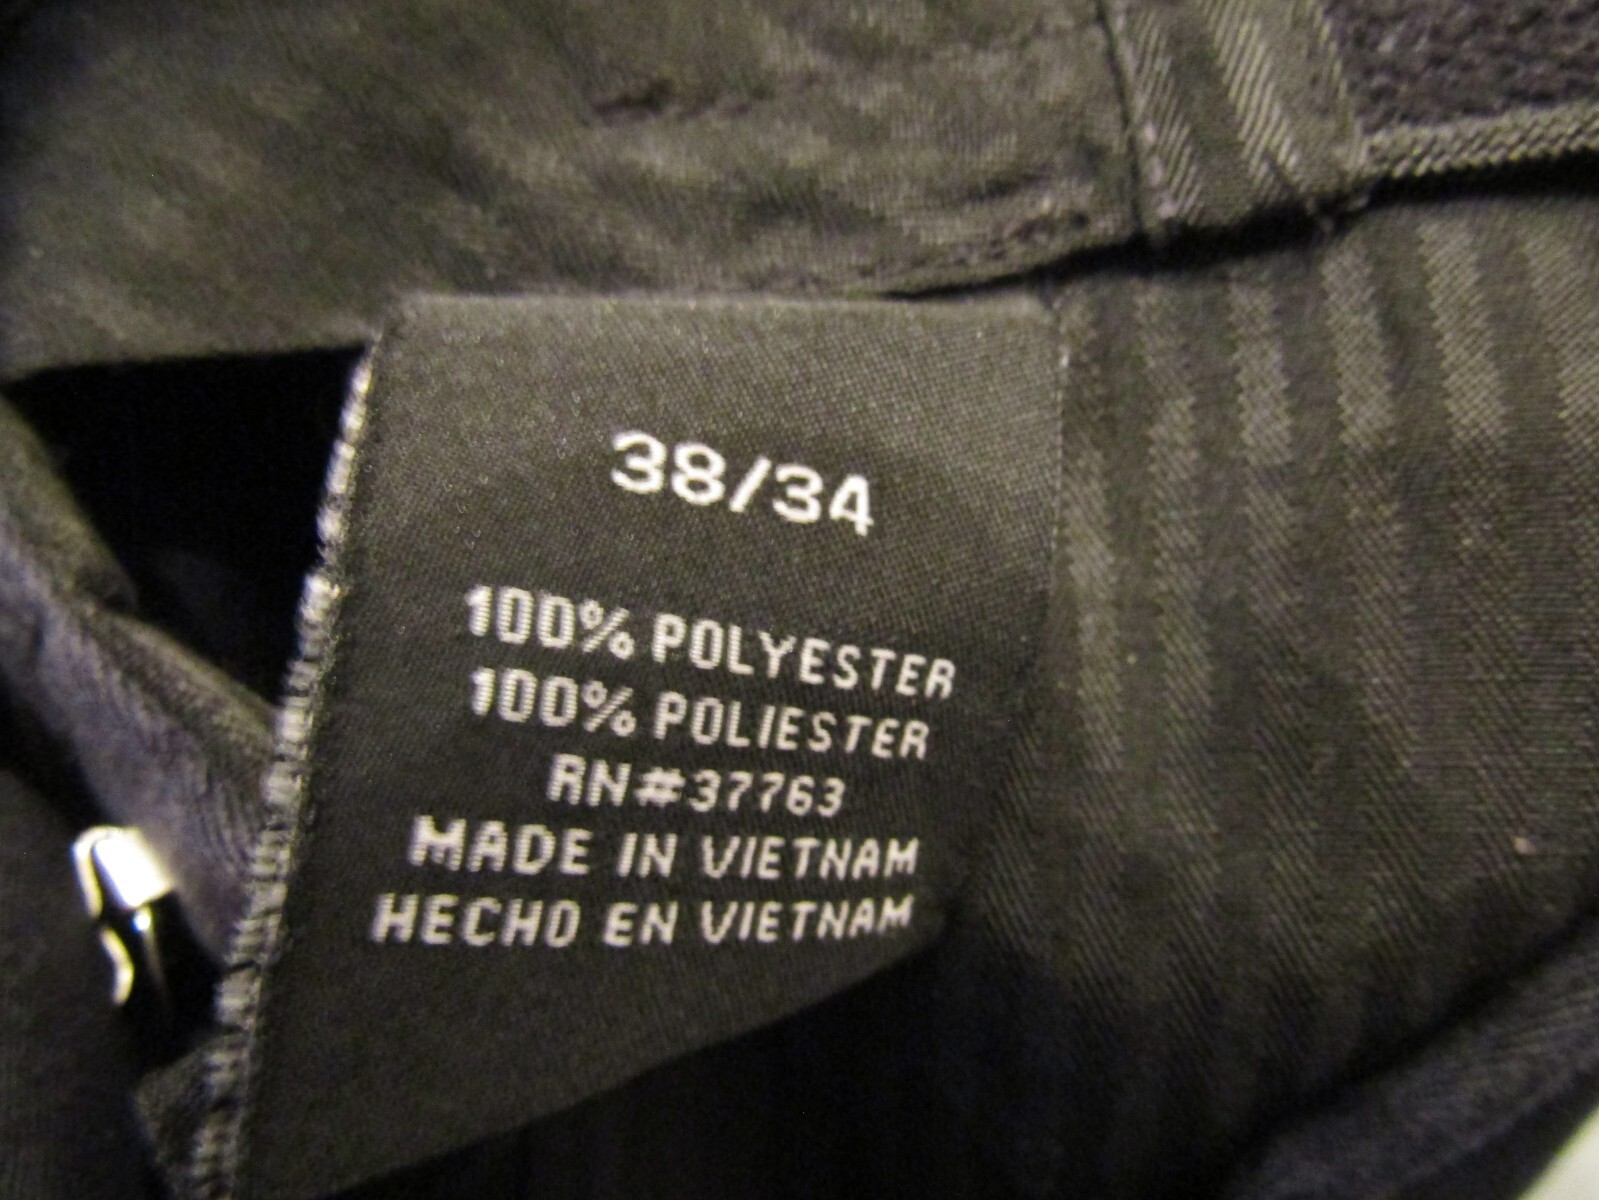 38/34
100% POLYESTER
100% POLIESTER
RN#37763
MADE IN VIETNAM
HECHO EN VIETNAM